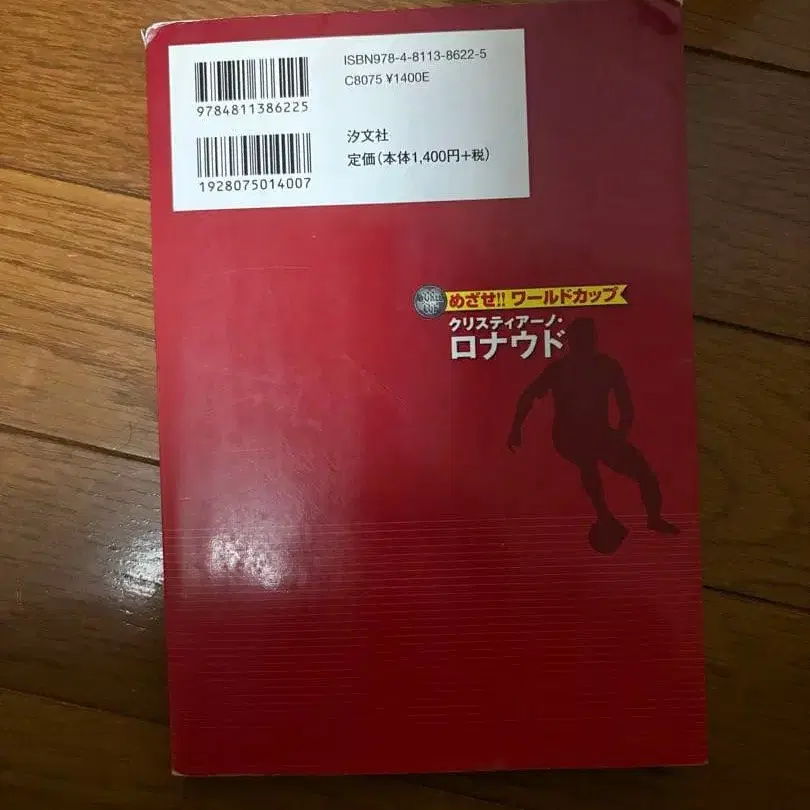 ISBN978-4-8113-8622-5
C8075 ¥1400E
9784811386225
汐文社
定価(本体1,400円+税)
1928075014007
めざせ!! ワールドカップ
クリスティアーノ・
ロナウド